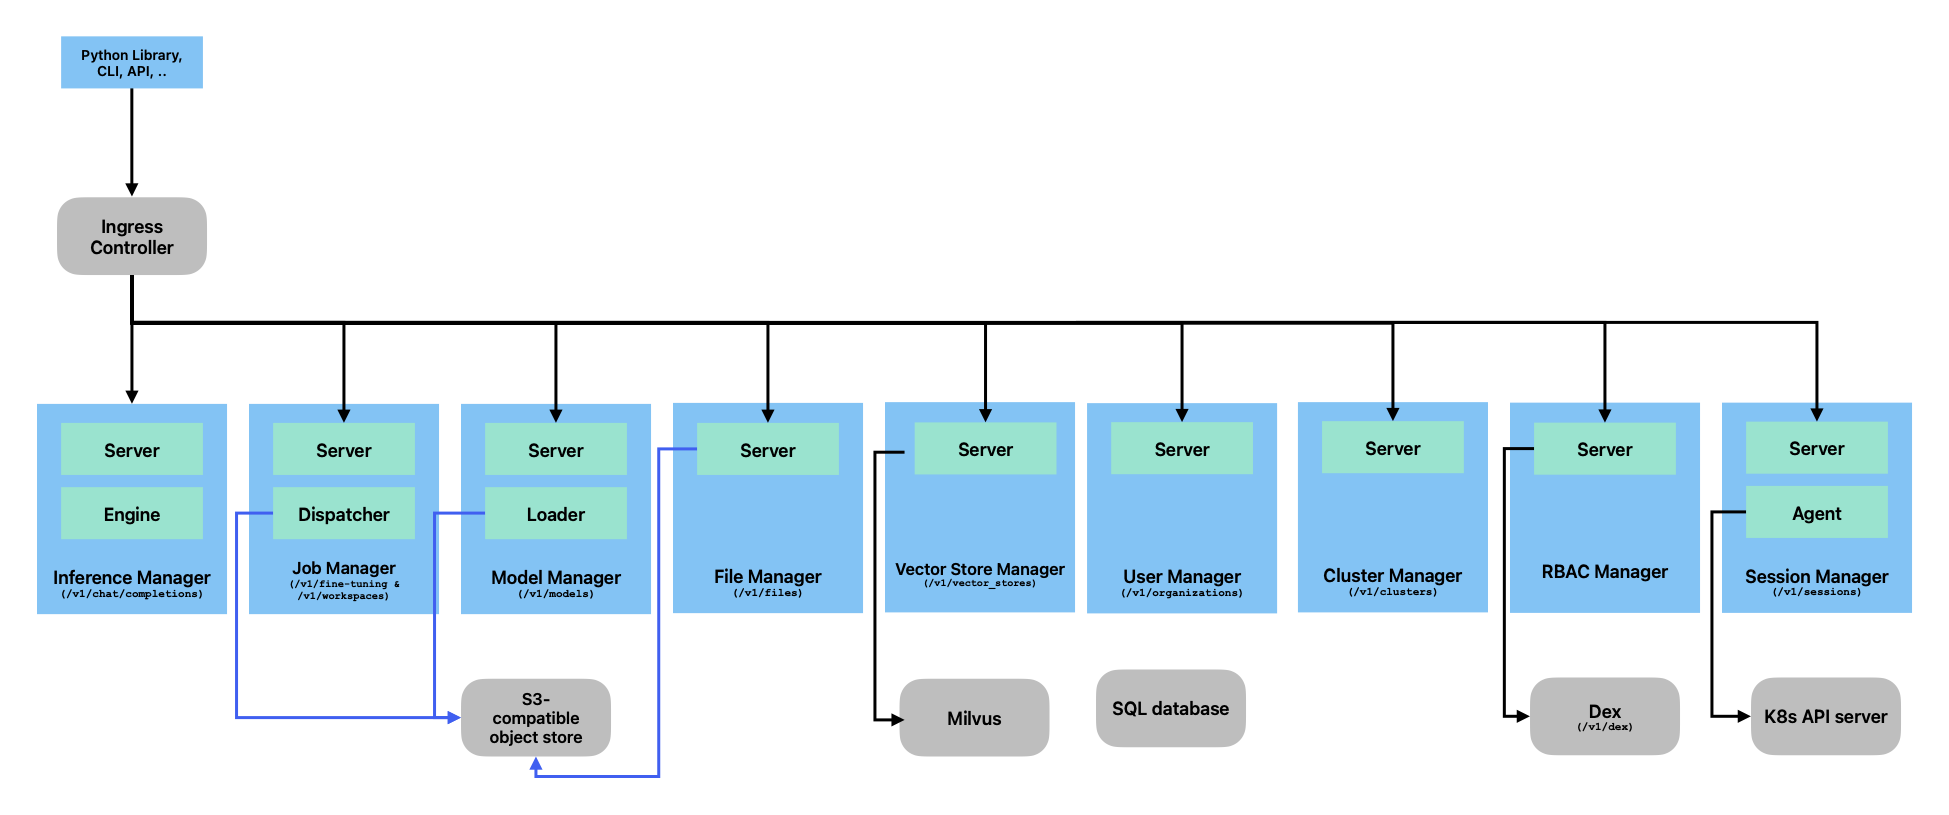 Python Library,
CLI, API, ..
Ingress
Controller
Server
Engine
Inference Manager
(/v1/chat/completions)
Server
Dispatcher
Job Manager
(/v1/fine-tuning &
/v1/workspaces)
Server
Loader
Model Manager
(/v1/models)
Server
File Manager
(/v1/files)
Server
Vector Store Manager
(/v1/vector_stores)
Server
User Manager
(/v1/organizations)
Server
Cluster Manager
(/v1/clusters)
Server
RBAC Manager
Server
Agent
Session Manager
(/v1/sessions)
S3-
compatible
object store
Milvus
SQL database
Dex
(/v1/dex)
K8s API server